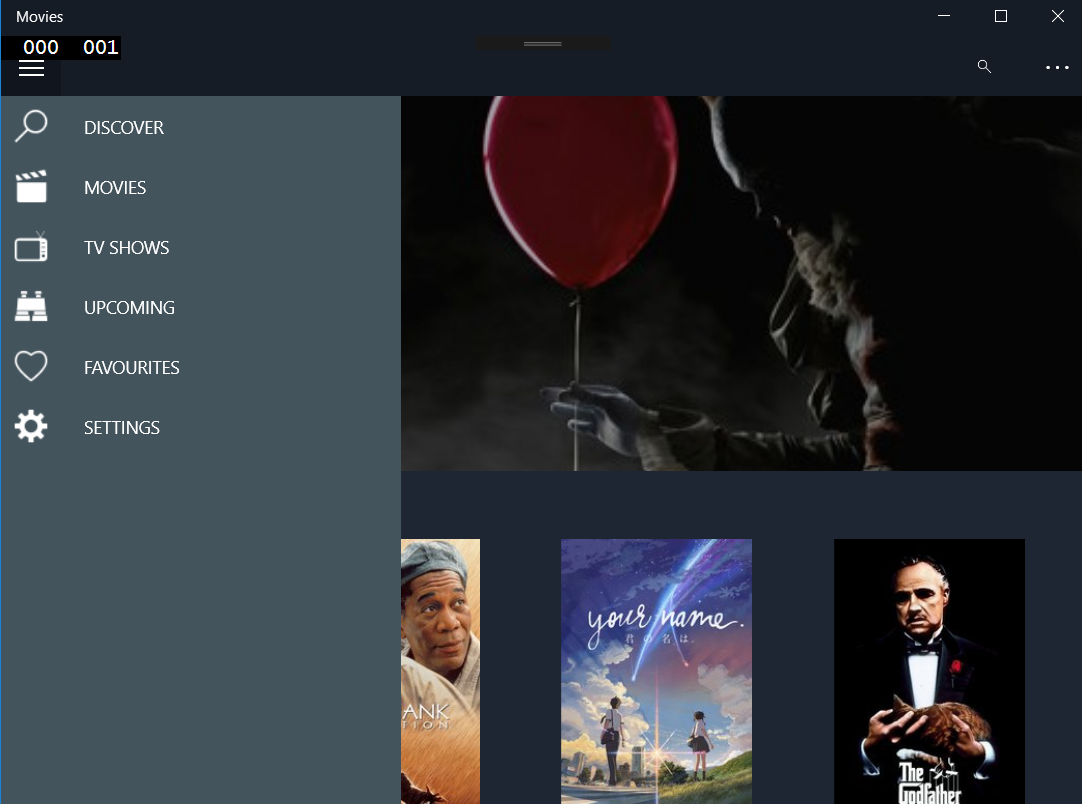 Movies
000 001
DISCOVER
MOVIES
TV SHOWS
UPCOMING
FAVOURITES
SETTINGS
ANK
TION
your name.
君の名は。
The
Godfather